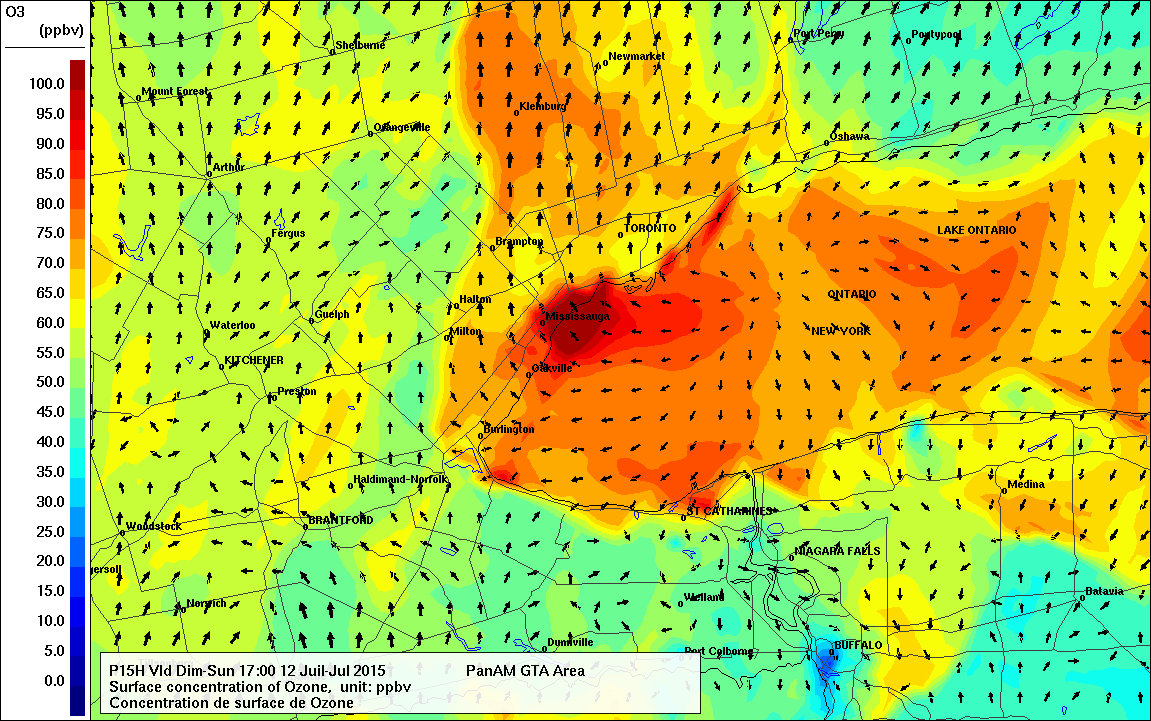 O3
(ppbv)
100.0
95.0
90.0
85.0
80.0
75.0
70.0
65.0
60.0
55.0
50.0
45.0
40.0
35.0
30.0
25.0
20.0
15.0
10.0
5.0
0.0
Shelburne
Port Perry
Pontypool
Newmarket
Mount Forest
Kleinburg
Orangeville
Oshawa
Arthur
Fergus
TORONTO
LAKE ONTARIO
Brampton
Halton
ONTARIO
Guelph
Mississauga
Waterloo
Milton
NEW YORK
KITCHENER
Oakville
Preston
Burlington
Haldimand-Norfolk
Medina
ST CATHARINES
Woodstock
BRANTFORD
NIAGARA FALLS
gersoll
Batavia
Norwich
Welland
Dunnville
BUFFALO
Port Colborne
P15H Vld Dim-Sun 17:00 12 Juil-Jul 2015 PanAM GTA Area
Surface concentration of Ozone, unit: ppbv
Concentration de surface de Ozone